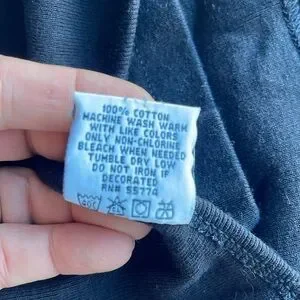 100% COTTON
MACHINE WASH WARM
WITH LIKE COLORS
ONLY NON-CHLORINE
BLEACH WHEN NEEDED
TUMBLE DRY LOW
DO NOT IRON IF
DECORATED
RN# 55774